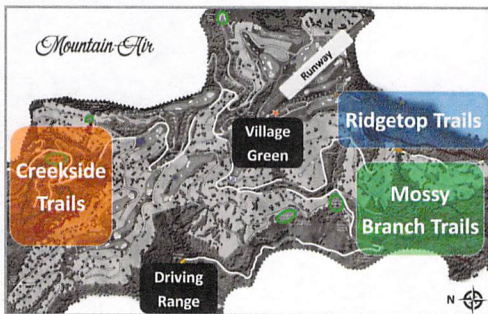 Mountain Air
Runway
Village
Green
Ridgetop Trails
Creekside
Trails
Mossy
Branch Trails
Driving
Range
N